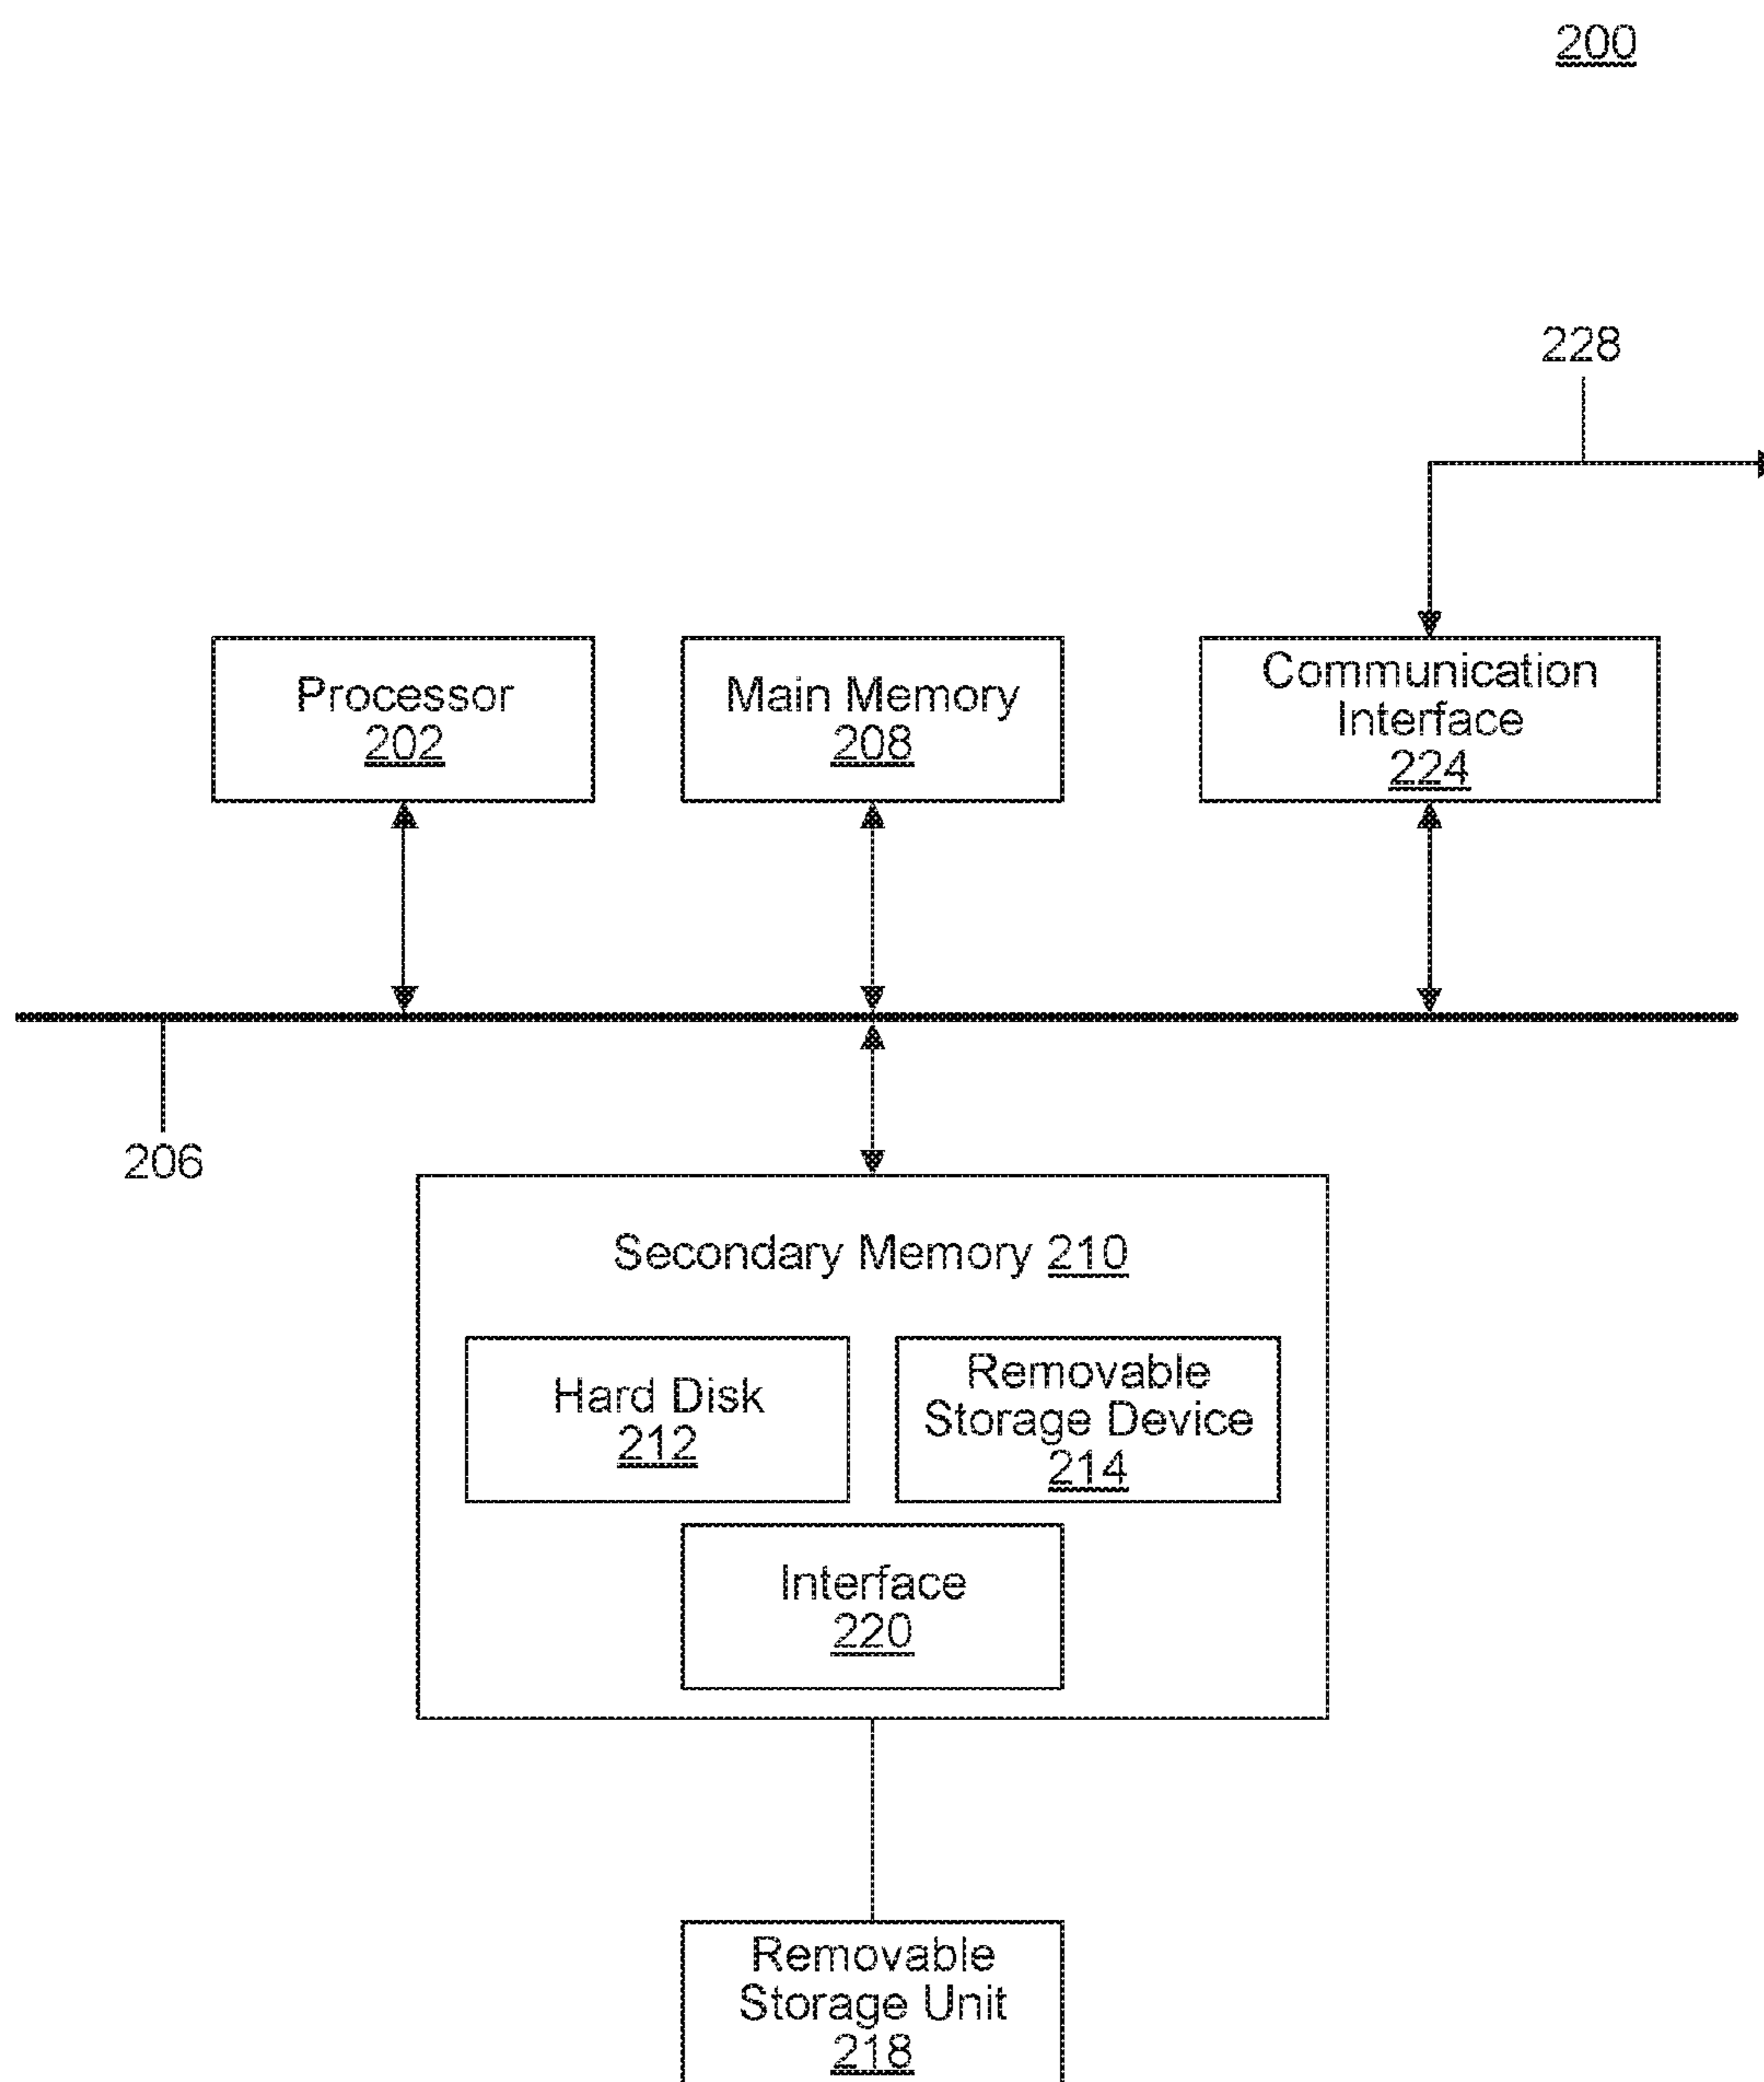 200
228
Processor
202
Main Memory
208
Communication
Interface
224
206
Secondary Memory 210
Hard Disk
212
Removable
Storage Device
214
Interface
220
Removable
Storage Unit
218